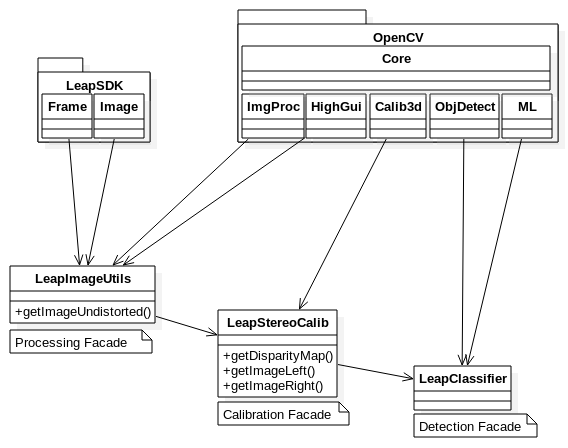 OpenCV
Core
LeapSDK
Frame Image
ImgProc HighGui Calib3d ObjDetect ML
LeapImageUtils
+getImageUndistorted()
Processing Facade
LeapStereoCalib
+getDisparityMap()
+getImageLeft()
+getImageRight()
Calibration Facade
LeapClassifier
Detection Facade